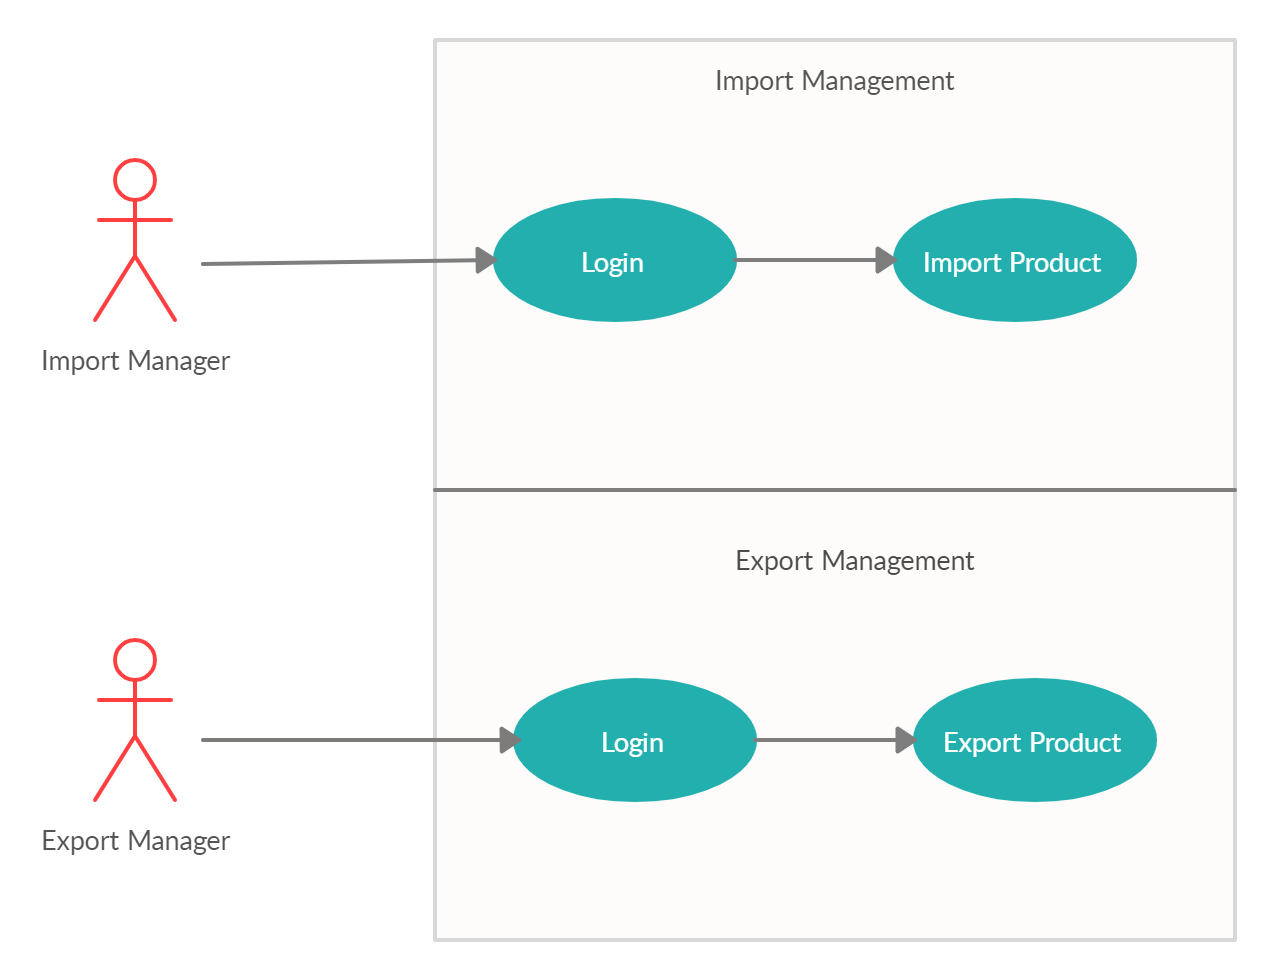 Import Management
Login
Import Product
Import Manager
Export Management
Login
Export Product
Export Manager